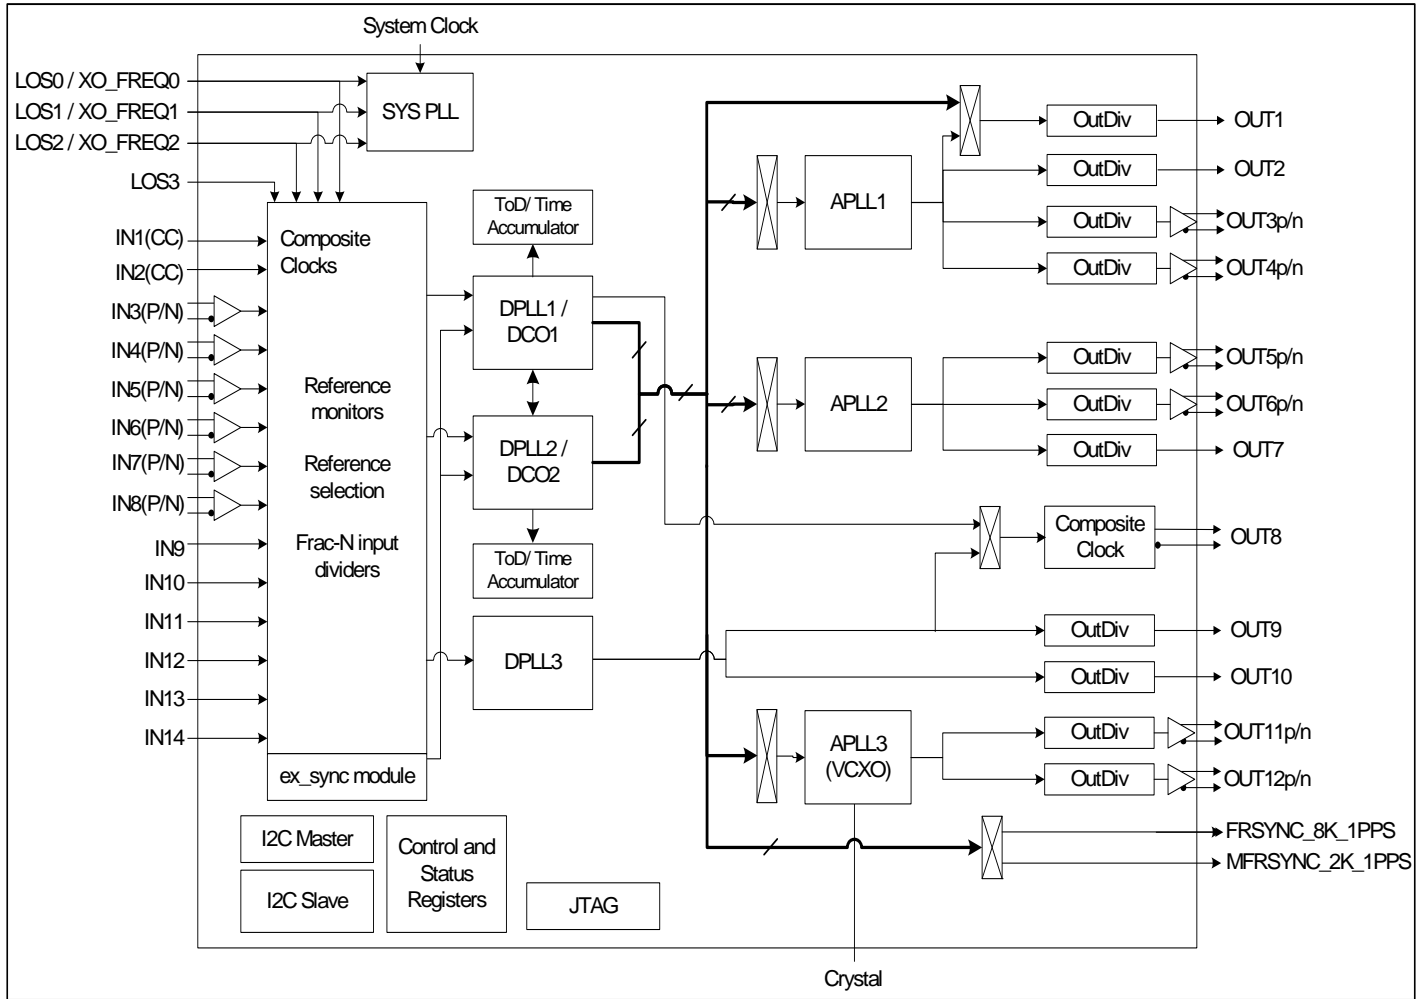 System Clock
LOS0 / XO_FREQ0
LOS1 / XO_FREQ1
LOS2 / XO_FREQ2
LOS3
SYS PLL
IN1(CC)
IN2(CC)
IN3(P/N)
IN4(P/N)
IN5(P/N)
IN6(P/N)
IN7(P/N)
IN8(P/N)
IN9
IN10
IN11
IN12
IN13
IN14
Composite
Clocks
Reference
monitors
Reference
selection
Frac-N input
dividers
ex_sync module
ToD/ Time
Accumulator
DPLL1 /
DCO1
DPLL2 /
DCO2
ToD/ Time
Accumulator
DPLL3
APLL1
APLL2
APLL3
(VCXO)
OutDiv
OUT1
OutDiv
OUT2
OutDiv
OUT3p/n
OutDiv
OUT4p/n
OutDiv
OUT5p/n
OutDiv
OUT6p/n
OutDiv
OUT7
Composite
Clock
OUT8
OutDiv
OUT9
OutDiv
OUT10
OutDiv
OUT11p/n
OutDiv
OUT12p/n
FRSYNC_8K_1PPS
MFRSYNC_2K_1PPS
I2C Master
I2C Slave
Control and
Status
Registers
JTAG
Crystal